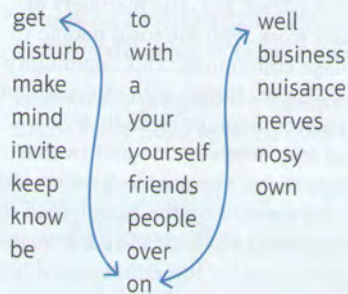 get to well
disturb with business
make a nuisance
mind your nerves
invite yourself nosy
keep friends own
know people
be over
on